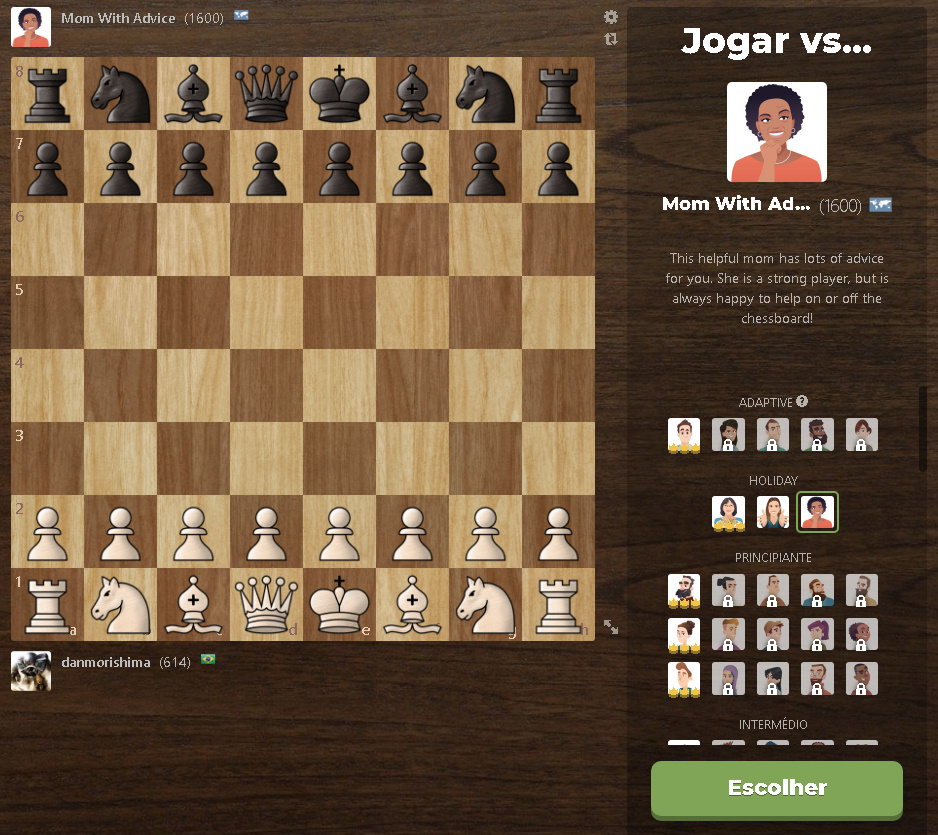 Mom With Advice (1600)
Jogar vs...
8
7
6
5
4
3
2
1
a
c
d
e
g
h
Mom With Ad... (1600)
This helpful mom has lots of advice
for you. She is a strong player, but is
always happy to help on or off the
chessboard!
ADAPTIVE ?
HOLIDAY
PRINCIPIANTE
INTERMÉDIO
Escolher
danmorishima (614)